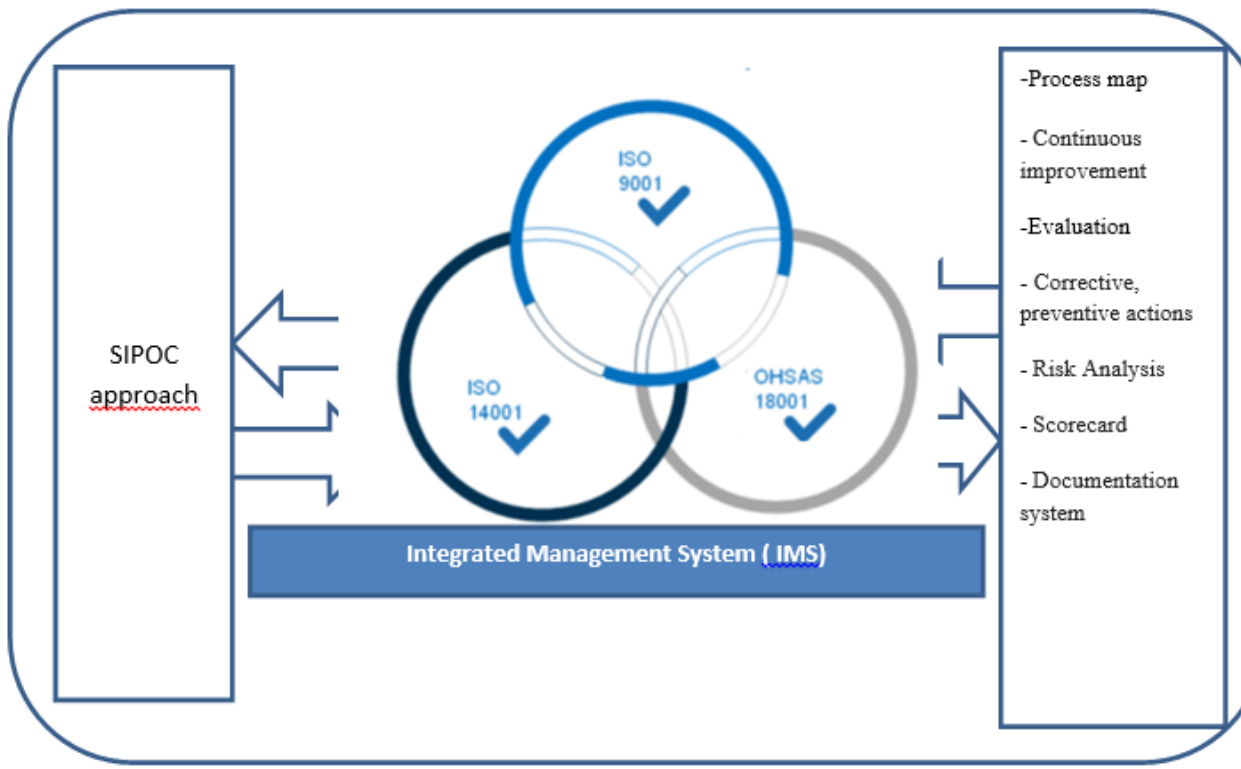 SIPOC
approach
ISO
9001
ISO
14001
OHSAS
18001
Integrated Management System ( IMS)
-Process map
- Continuous
improvement
-Evaluation
- Corrective,
preventive actions
- Risk Analysis
- Scorecard
- Documentation
system